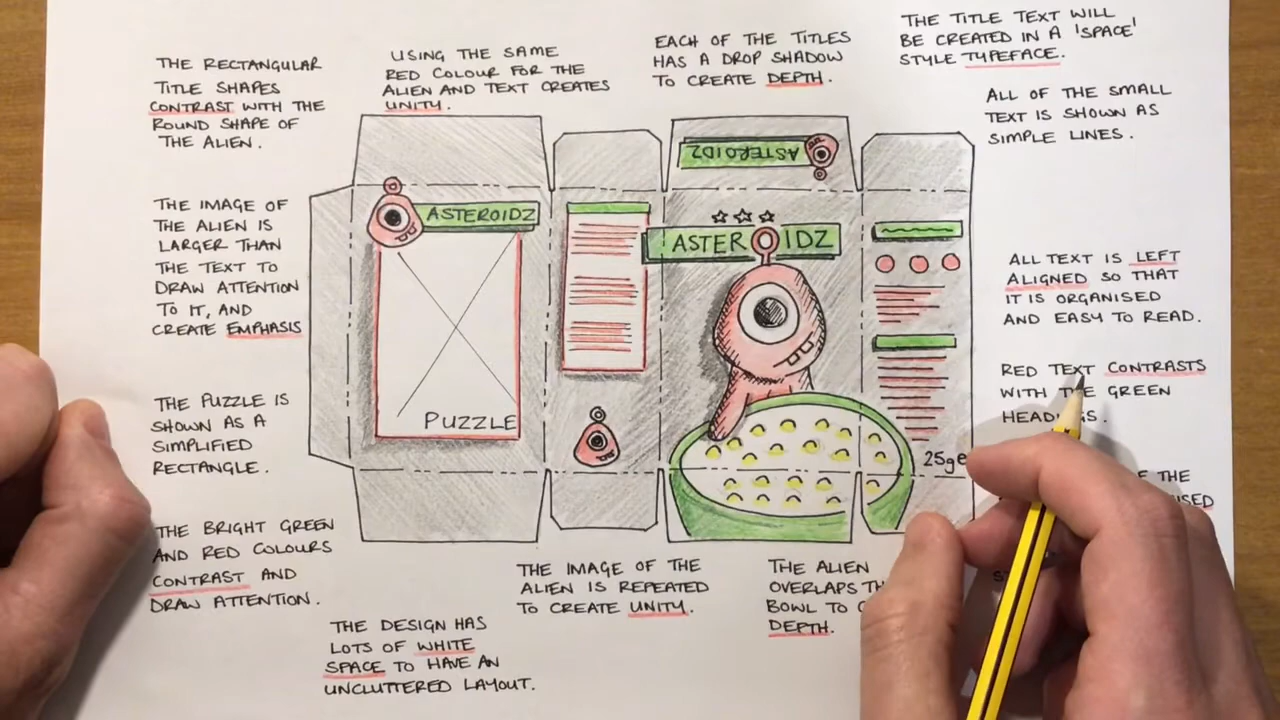 THE RECTANGULAR
TITLE SHAPES
CONTRAST WITH THE
ROUND SHAPE OF
THE ALIEN.
USING THE SAME
RED COLOUR FOR THE
ALIEN AND TEXT CREATES
UNITY.
EACH OF THE TITLES
HAS A DROP SHADOW
TO CREATE DEPTH.
THE TITLE TEXT WILL
BE CREATED IN A 'SPACE'
STYLE TYPEFACE.
ALL OF THE SMALL
TEXT IS SHOWN AS
SIMPLE LINES.
THE IMAGE OF
THE ALIEN IS
LARGER THAN
THE TEXT TO
DRAW ATTENTION
TO IT, AND
CREATE EMPHASIS
ASTEROIDZ
PUZZLE
ASTEROIDZ
ASTEROIDZ
25g
ALL TEXT IS LEFT
ALIGNED SO THAT
IT IS ORGANISED
AND EASY TO READ.
RED TEXT CONTRASTS
WITH THE GREEN
HEADINGS.
THE
THE PUZZLE IS
SHOWN AS A
SIMPLIFIED
RECTANGLE.
THE BRIGHT GREEN
AND RED COLOURS
CONTRAST AND
DRAW ATTENTION.
THE DESIGN HAS
LOTS OF WHITE
SPACE TO HAVE AN
UNCLUTTERED LAYOUT.
THE IMAGE OF THE
ALIEN IS REPEATED
TO CREATE UNITY.
THE ALIEN
OVERLAPS
BOWL TO
DEPTH.